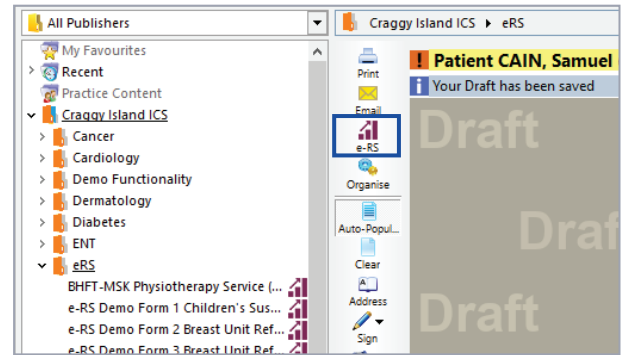 All Publishers
My Favourites
Recent
Practice Content
Craggy Island ICS
Cancer
Cardiology
Demo Functionality
Dermatology
Diabetes
ENT
eRS
BHFT-MSK Physiotherapy Service (...
e-RS Demo Form 1 Children's Sus...
e-RS Demo Form 2 Breast Unit Ref...
e-RS Demo Form 3 Breast Unit Ref...
Craggy Island ICS ▸ eRS
Print
Email
e-RS
Organise
Auto-Popul...
Clear
Address
Sign
! Patient CAIN, Samuel
i Your Draft has been saved
Draft
Draf
Draft